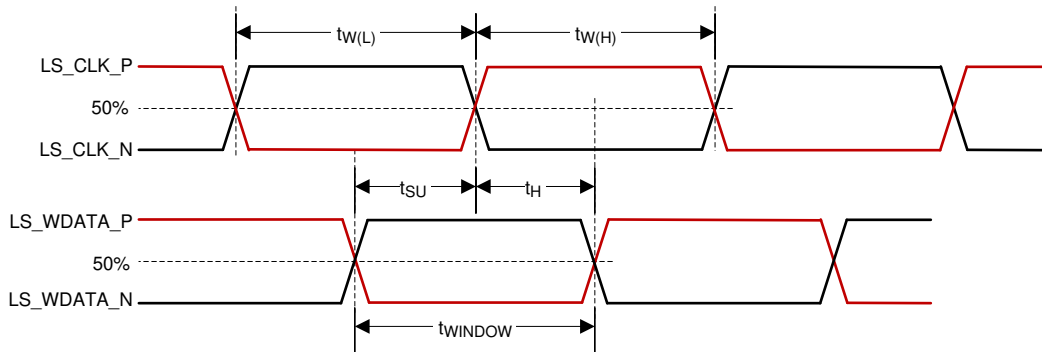 tW(L) tW(H)
LS_CLK_P
50%
LS_CLK_N
tSU tH
LS_WDATA_P
50%
LS_WDATA_N
tWINDOW